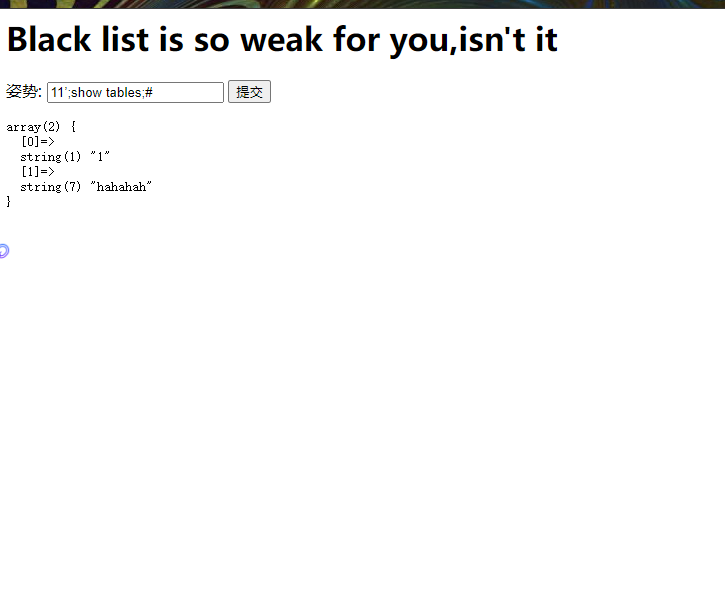 Black list is so weak for you,isn't it
姿势: 11';show tables;# 提交
array(2) {
  [0]=>
  string(1) "1"
  [1]=>
  string(7) "hahahah"
}